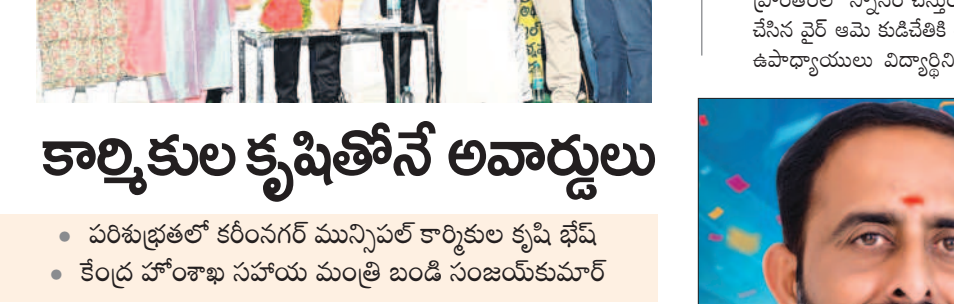 కార్మికుల కృషితోనే అవార్డులు
పరిశుభ్రతలో కరీంనగర్ మున్సిపల్ కార్మికుల కృషి భేష్
కేంద్ర హోంశాఖ సహాయ మంత్రి బండి సంజయ్‌కుమార్
చేసిన వైర్ ఆమె కుడిచేతికి
ఉపాధ్యాయులు విద్యార్థిని